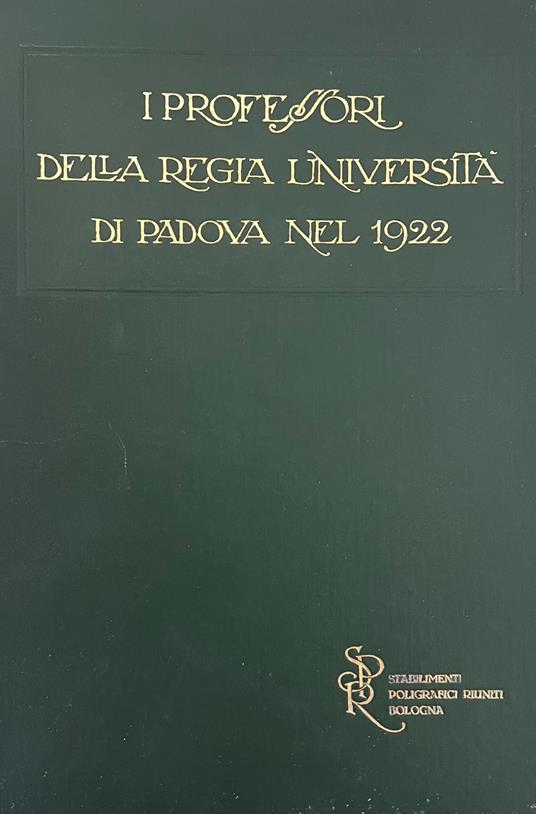 I PROFESSORI
DELLA REGIA UNIVERSITÀ
DI PADOVA NEL 1922
SPR
STABILIMENTI
POLIGRAFICI RIUNITI
BOLOGNA